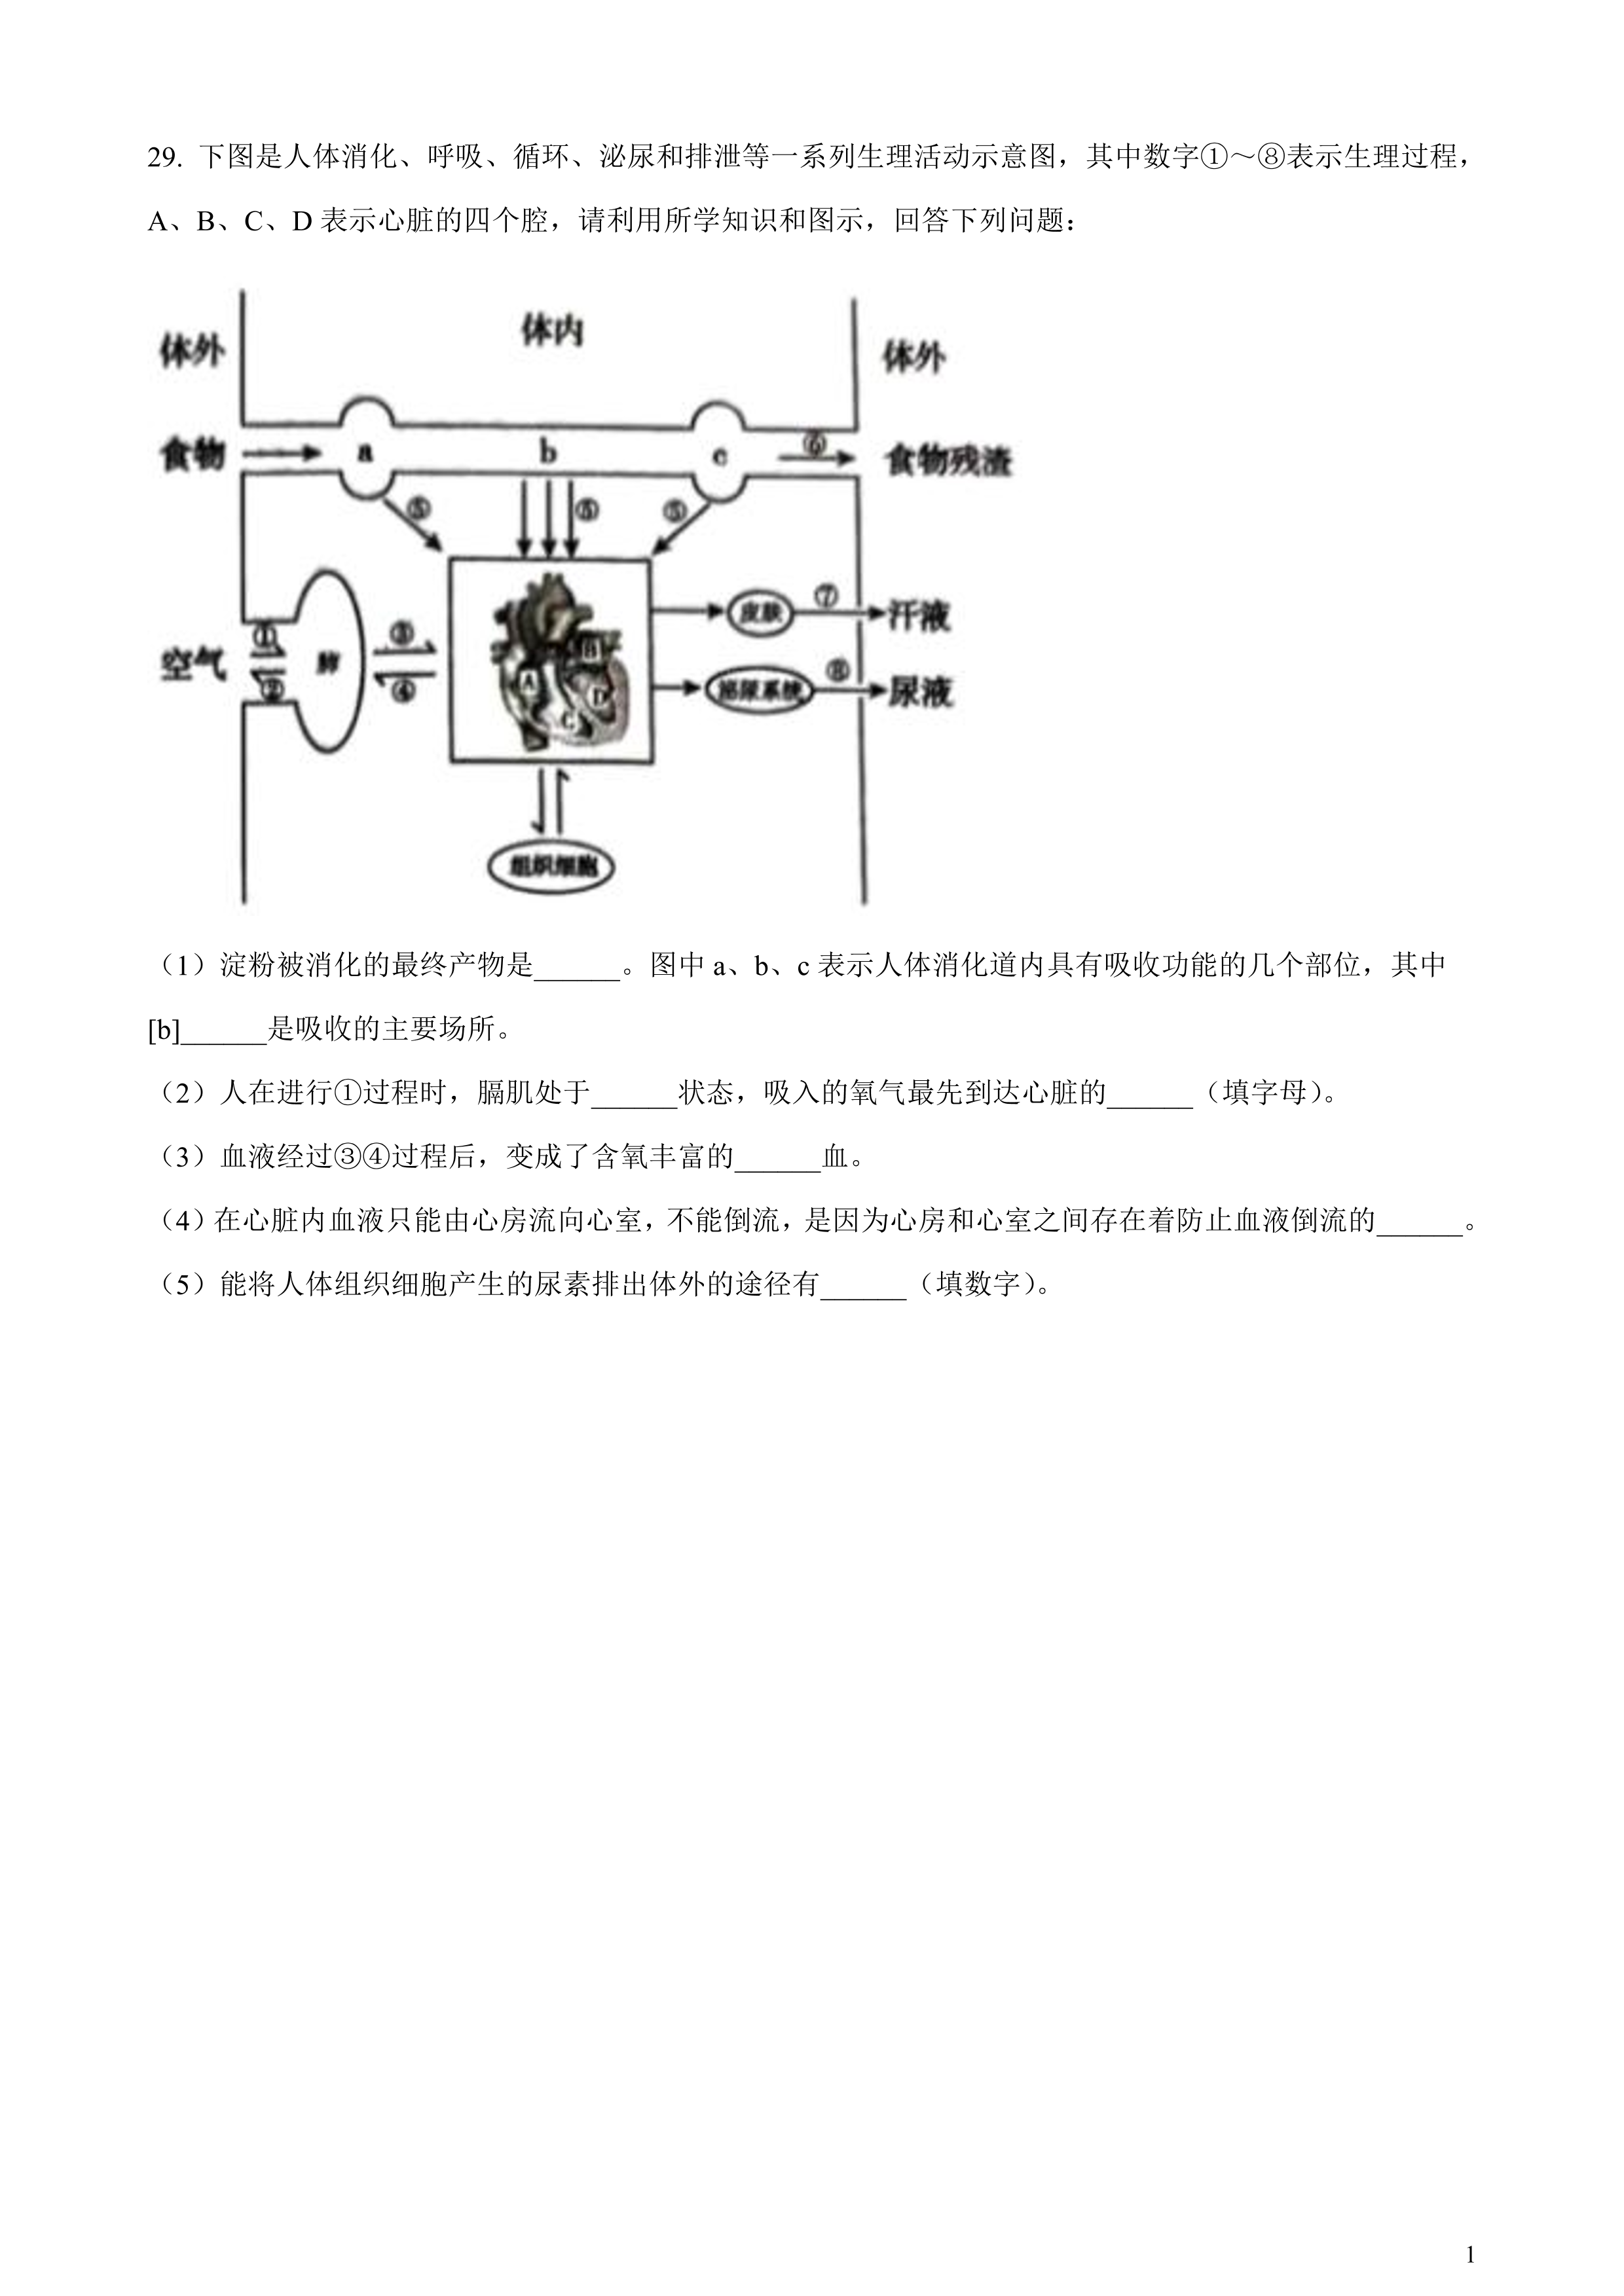 29. 下图是人体消化、呼吸、循环、泌尿和排泄等一系列生理活动示意图，其中数字①～⑧表示生理过程，
A、B、C、D 表示心脏的四个腔，请利用所学知识和图示，回答下列问题：
体内
体外
体外
食物
a
b
c
⑥
食物残渣
⑤
⑤
⑤
空气
①
②
肺
③
④
A
B
C
D
皮肤
⑦
汗液
泌尿系统
⑧
尿液
组织细胞
（1）淀粉被消化的最终产物是______。图中 a、b、c 表示人体消化道内具有吸收功能的几个部位，其中
[b]______是吸收的主要场所。
（2）人在进行①过程时，膈肌处于______状态，吸入的氧气最先到达心脏的______（填字母）。
（3）血液经过③④过程后，变成了含氧丰富的______血。
（4）在心脏内血液只能由心房流向心室，不能倒流，是因为心房和心室之间存在着防止血液倒流的______。
（5）能将人体组织细胞产生的尿素排出体外的途径有______（填数字）。
1